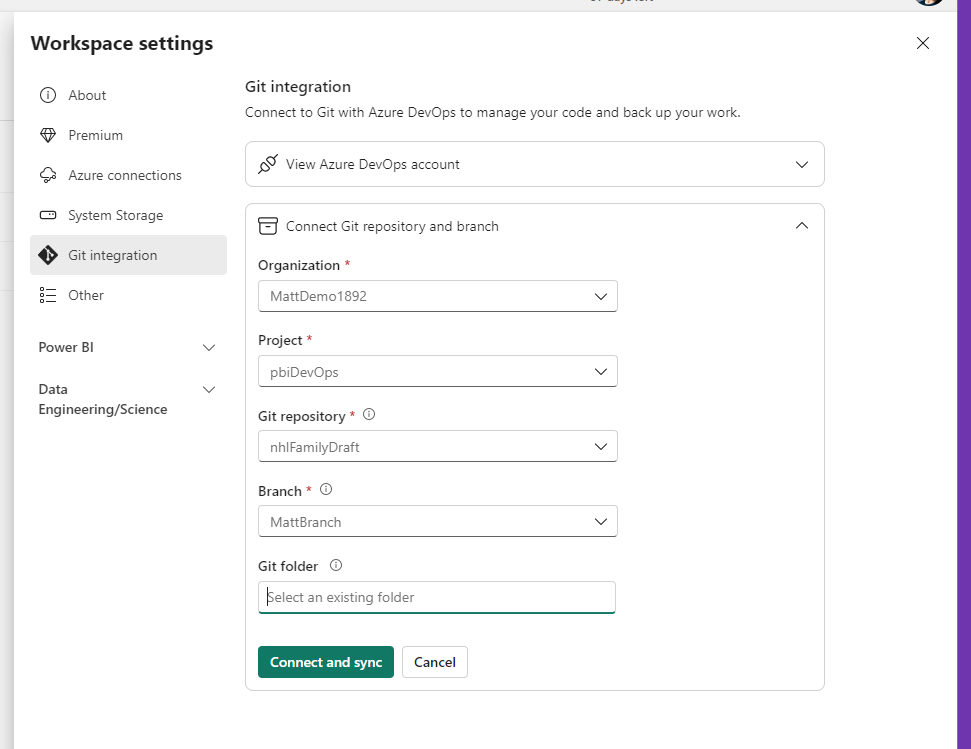 days left
Workspace settings
About
Premium
Azure connections
System Storage
Git integration
Other
Power BI
Data
Engineering/Science
Git integration
Connect to Git with Azure DevOps to manage your code and back up your work.
View Azure DevOps account
Connect Git repository and branch
Organization *
MattDemo1892
Project *
pbiDevOps
Git repository *
nhlFamilyDraft
Branch *
MattBranch
Git folder
Select an existing folder
Connect and sync
Cancel